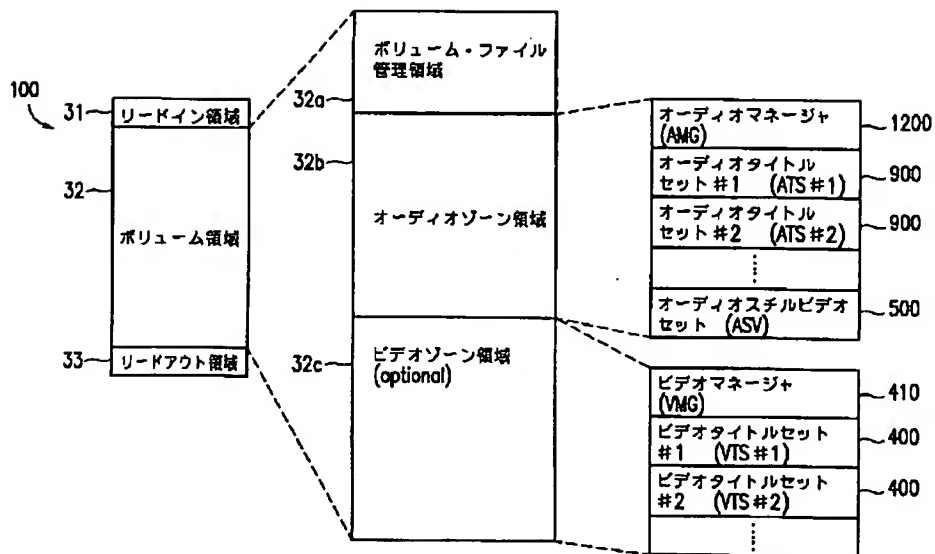 100
31
リードイン領域
32
ボリューム領域
33
リードアウト領域
ボリューム・ファイル
管理領域
32a
32b
オーディオゾーン領域
32c
ビデオゾーン領域
(optional)
オーディオマネージャ
(AMG)
1200
オーディオタイトル
セット#1 (ATS#1)
900
オーディオタイトル
セット#2 (ATS#2)
900
オーディオスチルビデオ
セット (ASV)
500
ビデオマネージャ
(VMG)
410
ビデオタイトルセット
#1 (VTS#1)
400
ビデオタイトルセット
#2 (VTS#2)
400